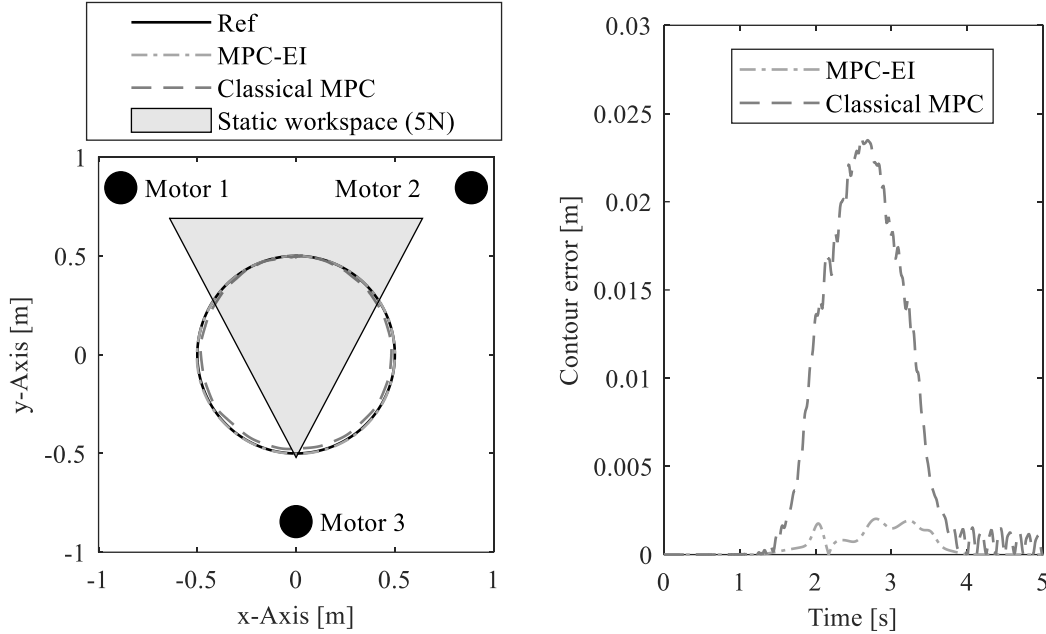 Ref
MPC-EI
Classical MPC
Static workspace (5N)
1
0.5
0
-0.5
-1
-1
-0.5
0
0.5
1
y-Axis [m]
x-Axis [m]
Motor 1
Motor 2
Motor 3
0.03
0.025
0.02
0.015
0.01
0.005
0
0
1
2
3
4
5
Contour error [m]
Time [s]
MPC-EI
Classical MPC